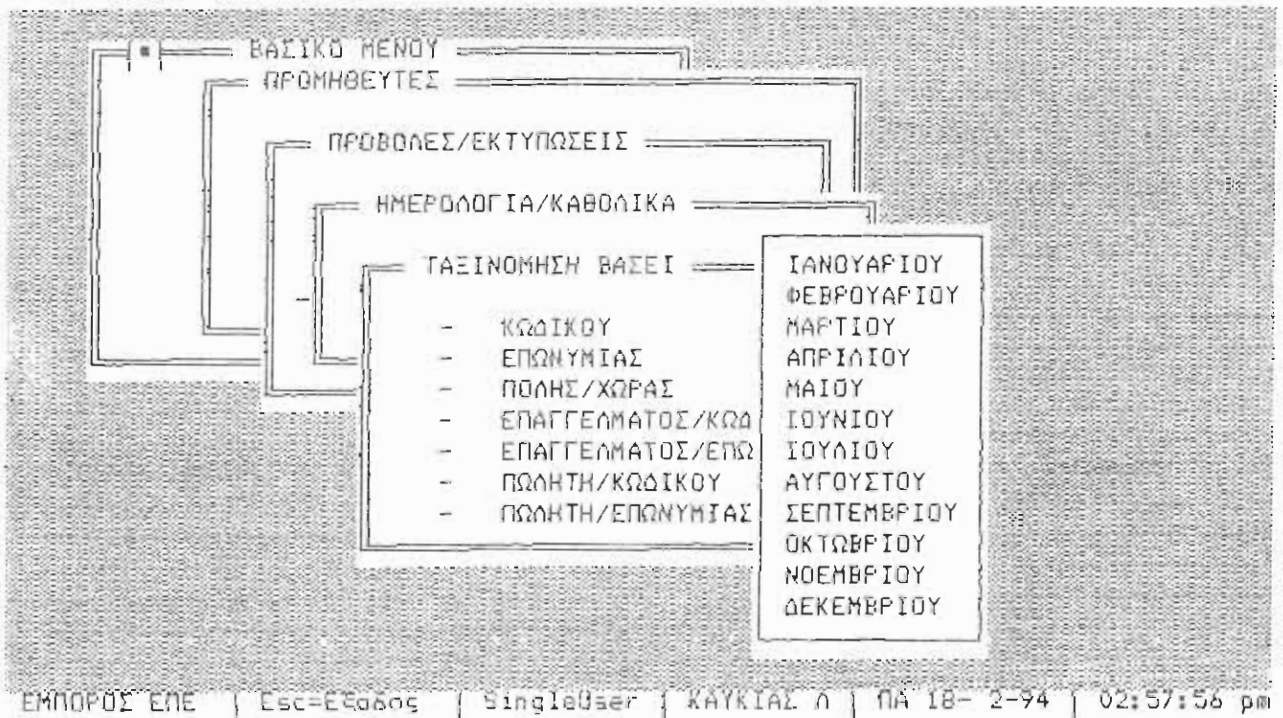 ΒΑΣΙΚΟ ΜΕΝΟΥ
ΠΡΟΜΗΘΕΥΤΕΣ
ΠΡΟΒΟΛΕΣ/ΕΚΤΥΠΩΣΕΙΣ
ΗΜΕΡΟΛΟΓΙΑ/ΚΑΘΟΛΙΚΑ
ΤΑΞΙΝΟΜΗΣΗ ΒΑΣΕΙ
- ΚΩΔΙΚΟΥ
- ΕΠΩΝΥΜΙΑΣ
- ΠΟΛΗΣ/ΧΩΡΑΣ
- ΕΠΑΓΓΕΛΜΑΤΟΣ/ΚΩΔ
- ΕΠΑΓΓΕΛΜΑΤΟΣ/ΕΠΩ
- ΠΩΛΗΤΗ/ΚΩΔΙΚΟΥ
- ΠΩΛΗΤΗ/ΕΠΩΝΥΜΙΑΣ
ΙΑΝΟΥΑΡΙΟΥ
ΦΕΒΡΟΥΑΡΙΟΥ
ΜΑΡΤΙΟΥ
ΑΠΡΙΛΙΟΥ
ΜΑΙΟΥ
ΙΟΥΝΙΟΥ
ΙΟΥΛΙΟΥ
ΑΥΓΟΥΣΤΟΥ
ΣΕΠΤΕΜΒΡΙΟΥ
ΟΚΤΩΒΡΙΟΥ
ΝΟΕΜΒΡΙΟΥ
ΔΕΚΕΜΒΡΙΟΥ
ΕΜΠΟΡΟΣ ΕΠΕ | Esc=Εξοδος | SingleUser | ΚΑΥΚΙΑΣ Λ | ΠΑ 18- 2-94 | 02:57:56 pm